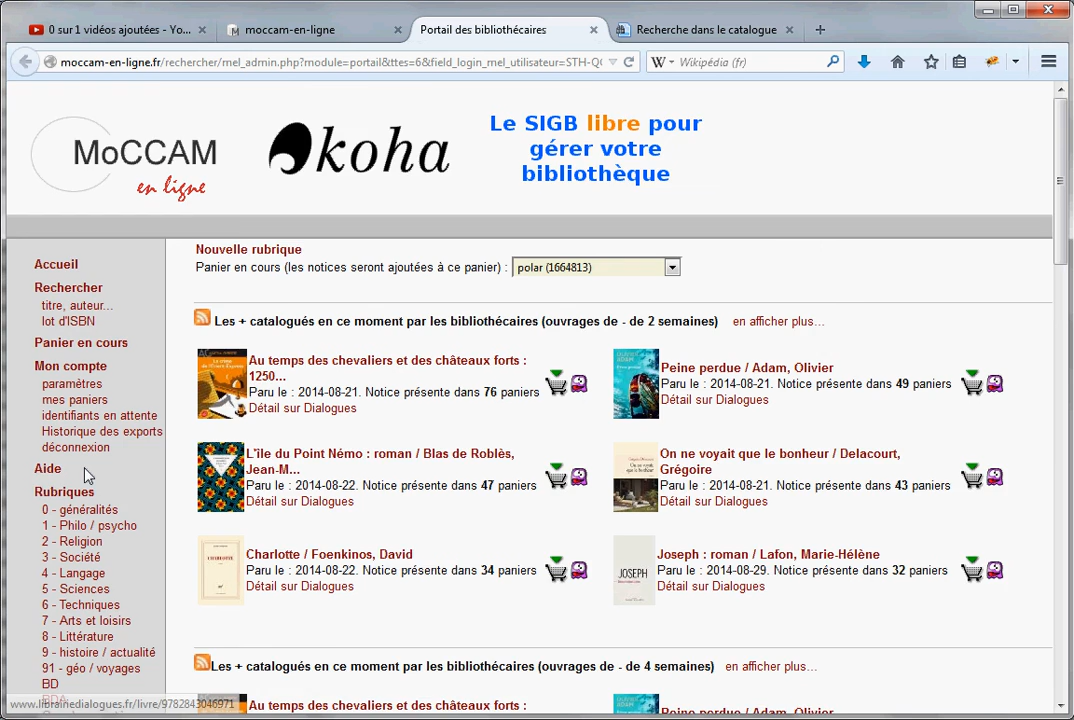 0 sur 1 vidéos ajoutées - Yo...
moccam-en-ligne
Portail des bibliothécaires
Recherche dans le catalogue
moccam-en-ligne.fr/rechercher/mel_admin.php?module=portail&ttes=6&field_login_mel_utilisateur=STH-Q
Wikipédia (fr)
MoCCAM
en ligne
koha
Le SIGB libre pour
gérer votre
bibliothèque
Accueil
Rechercher
titre, auteur...
lot d'ISBN
Panier en cours
Mon compte
paramètres
mes paniers
identifiants en attente
Historique des exports
déconnexion
Aide
Rubriques
0 - généralités
1 - Philo / psycho
2 - Religion
3 - Société
4 - Langage
5 - Sciences
6 - Techniques
7 - Arts et loisirs
8 - Littérature
9 - histoire / actualité
91 - géo / voyages
BD
Nouvelle rubrique
Panier en cours (les notices seront ajoutées à ce panier) : polar (1664813)
Les + catalogués en ce moment par les bibliothécaires (ouvrages de - de 2 semaines) en afficher plus...
Au temps des chevaliers et des châteaux forts :
1250...
Paru le : 2014-08-21. Notice présente dans 76 paniers
Détail sur Dialogues
Peine perdue / Adam, Olivier
Paru le : 2014-08-21. Notice présente dans 49 paniers
Détail sur Dialogues
L'île du Point Némo : roman / Blas de Roblès,
Jean-M...
Paru le : 2014-08-22. Notice présente dans 47 paniers
Détail sur Dialogues
On ne voyait que le bonheur / Delacourt,
Grégoire
Paru le : 2014-08-21. Notice présente dans 43 paniers
Détail sur Dialogues
CHARLOTTE
Charlotte / Foenkinos, David
Paru le : 2014-08-22. Notice présente dans 34 paniers
Détail sur Dialogues
JOSEPH
Joseph : roman / Lafon, Marie-Hélène
Paru le : 2014-08-29. Notice présente dans 32 paniers
Détail sur Dialogues
Les + catalogués en ce moment par les bibliothécaires (ouvrages de - de 4 semaines) en afficher plus...
Au temps des chevaliers et des châteaux forts :
Peine perdue / Adam, Olivier
www.librairiedialogues.fr/livre/9782843046971